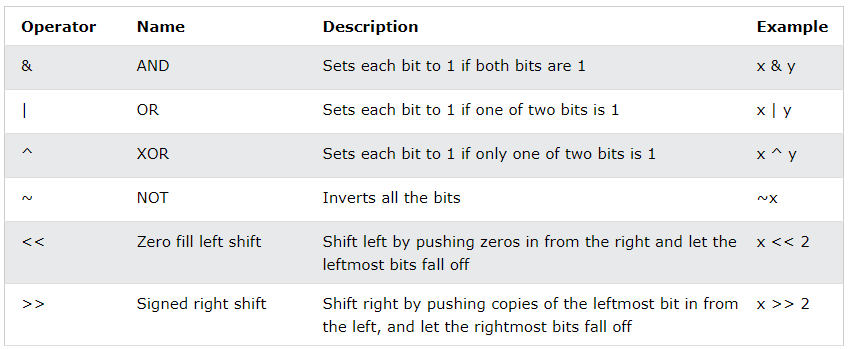 Operator Name Description Example
& AND Sets each bit to 1 if both bits are 1 x & y
| OR Sets each bit to 1 if one of two bits is 1 x | y
^ XOR Sets each bit to 1 if only one of two bits is 1 x ^ y
~ NOT Inverts all the bits ~x
<< Zero fill left shift Shift left by pushing zeros in from the right and let the x << 2
leftmost bits fall off
>> Signed right shift Shift right by pushing copies of the leftmost bit in from x >> 2
the left, and let the rightmost bits fall off